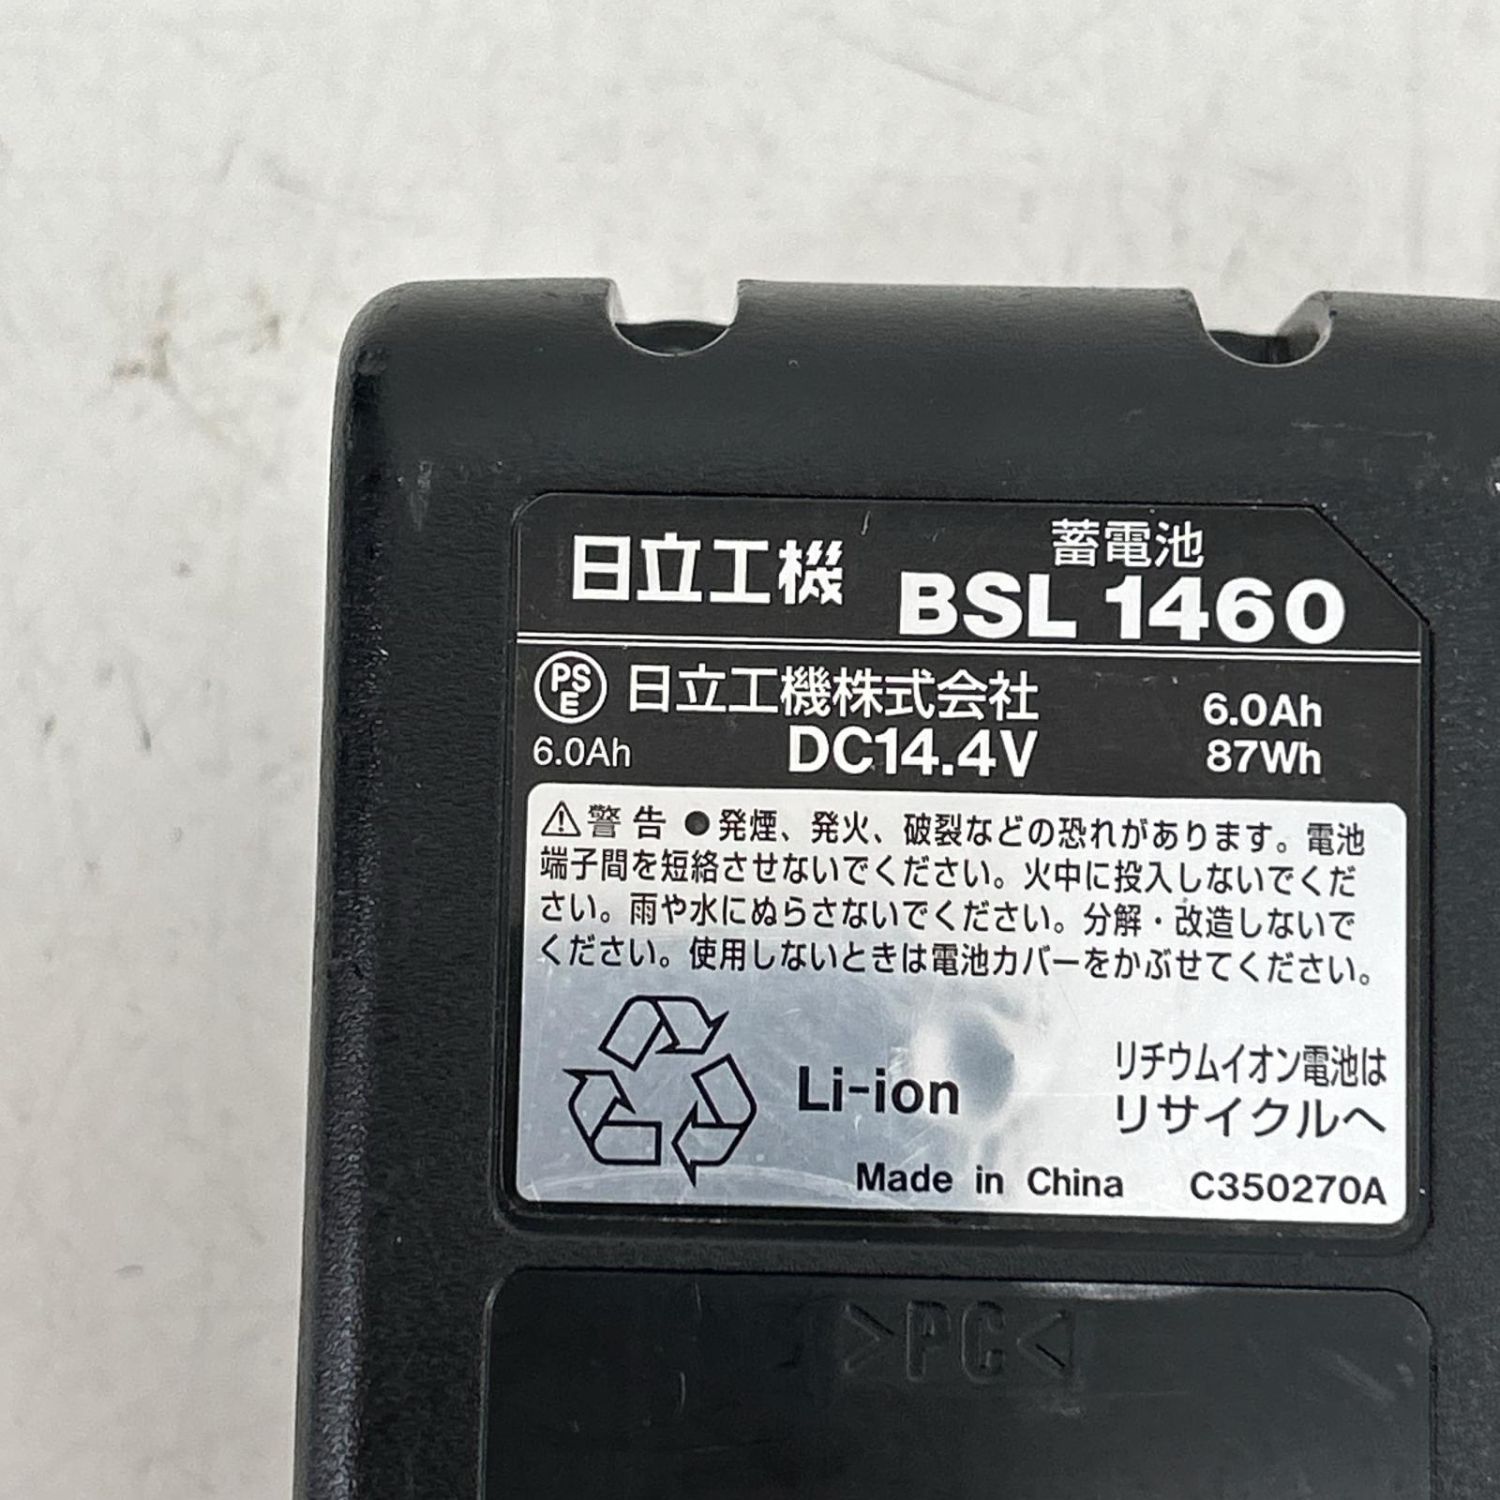 日立工機
蓄電池
BSL 1460
PSE 日立工機株式会社
6.0Ah DC14.4V
6.0Ah
87Wh
⚠警告 ●発煙、発火、破裂などの恐れがあります。電池
端子間を短絡させないでください。火中に投入しないでくだ
さい。雨や水にぬらさないでください。分解・改造しないで
ください。使用しないときは電池カバーをかぶせてください。
Li-ion
リチウムイオン電池は
リサイクルへ
Made in China C350270A
>PC<